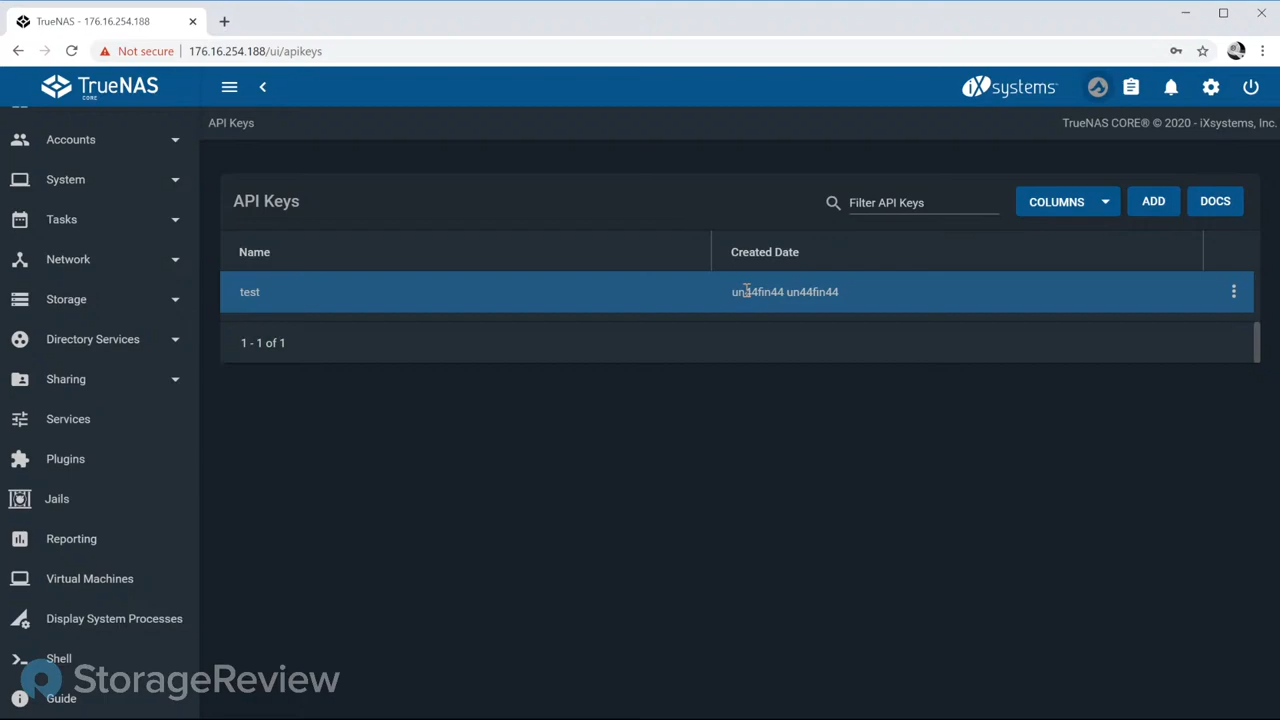 TrueNAS - 176.16.254.188
Not secure
176.16.254.188/ui/apikeys
TrueNAS
CORE
iXsystems
API Keys
TrueNAS CORE® © 2020 - iXsystems, Inc.
Accounts
System
Tasks
Network
Storage
Directory Services
Sharing
Services
Plugins
Jails
Reporting
Virtual Machines
Display System Processes
Shell
Guide
API Keys
Filter API Keys
COLUMNS
ADD
DOCS
Name
Created Date
test
un44fin44 un44fin44
1 - 1 of 1
StorageReview